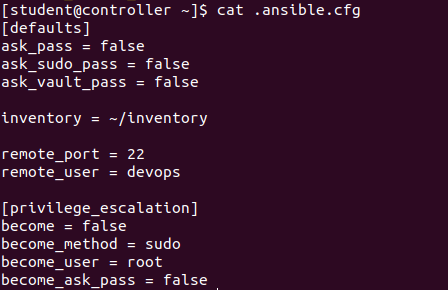 [student@controller ~]$ cat .ansible.cfg
[defaults]
ask_pass = false
ask_sudo_pass = false
ask_vault_pass = false
inventory = ~/inventory
remote_port = 22
remote_user = devops
[privilege_escalation]
become = false
become_method = sudo
become_user = root
become_ask_pass = false